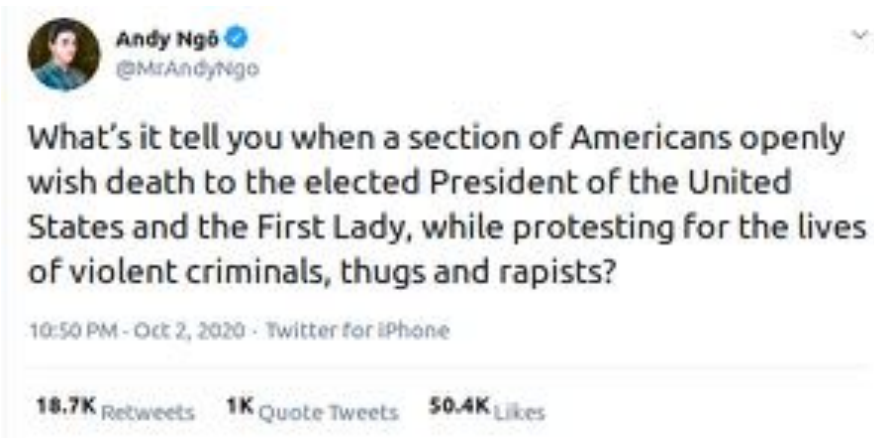 Andy Ngô
@MrAndyNgo
What's it tell you when a section of Americans openly
wish death to the elected President of the United
States and the First Lady, while protesting for the lives
of violent criminals, thugs and rapists?
10:50 PM - Oct 2, 2020 · Twitter for iPhone
18.7K Retweets 1K Quote Tweets 50.4K Likes